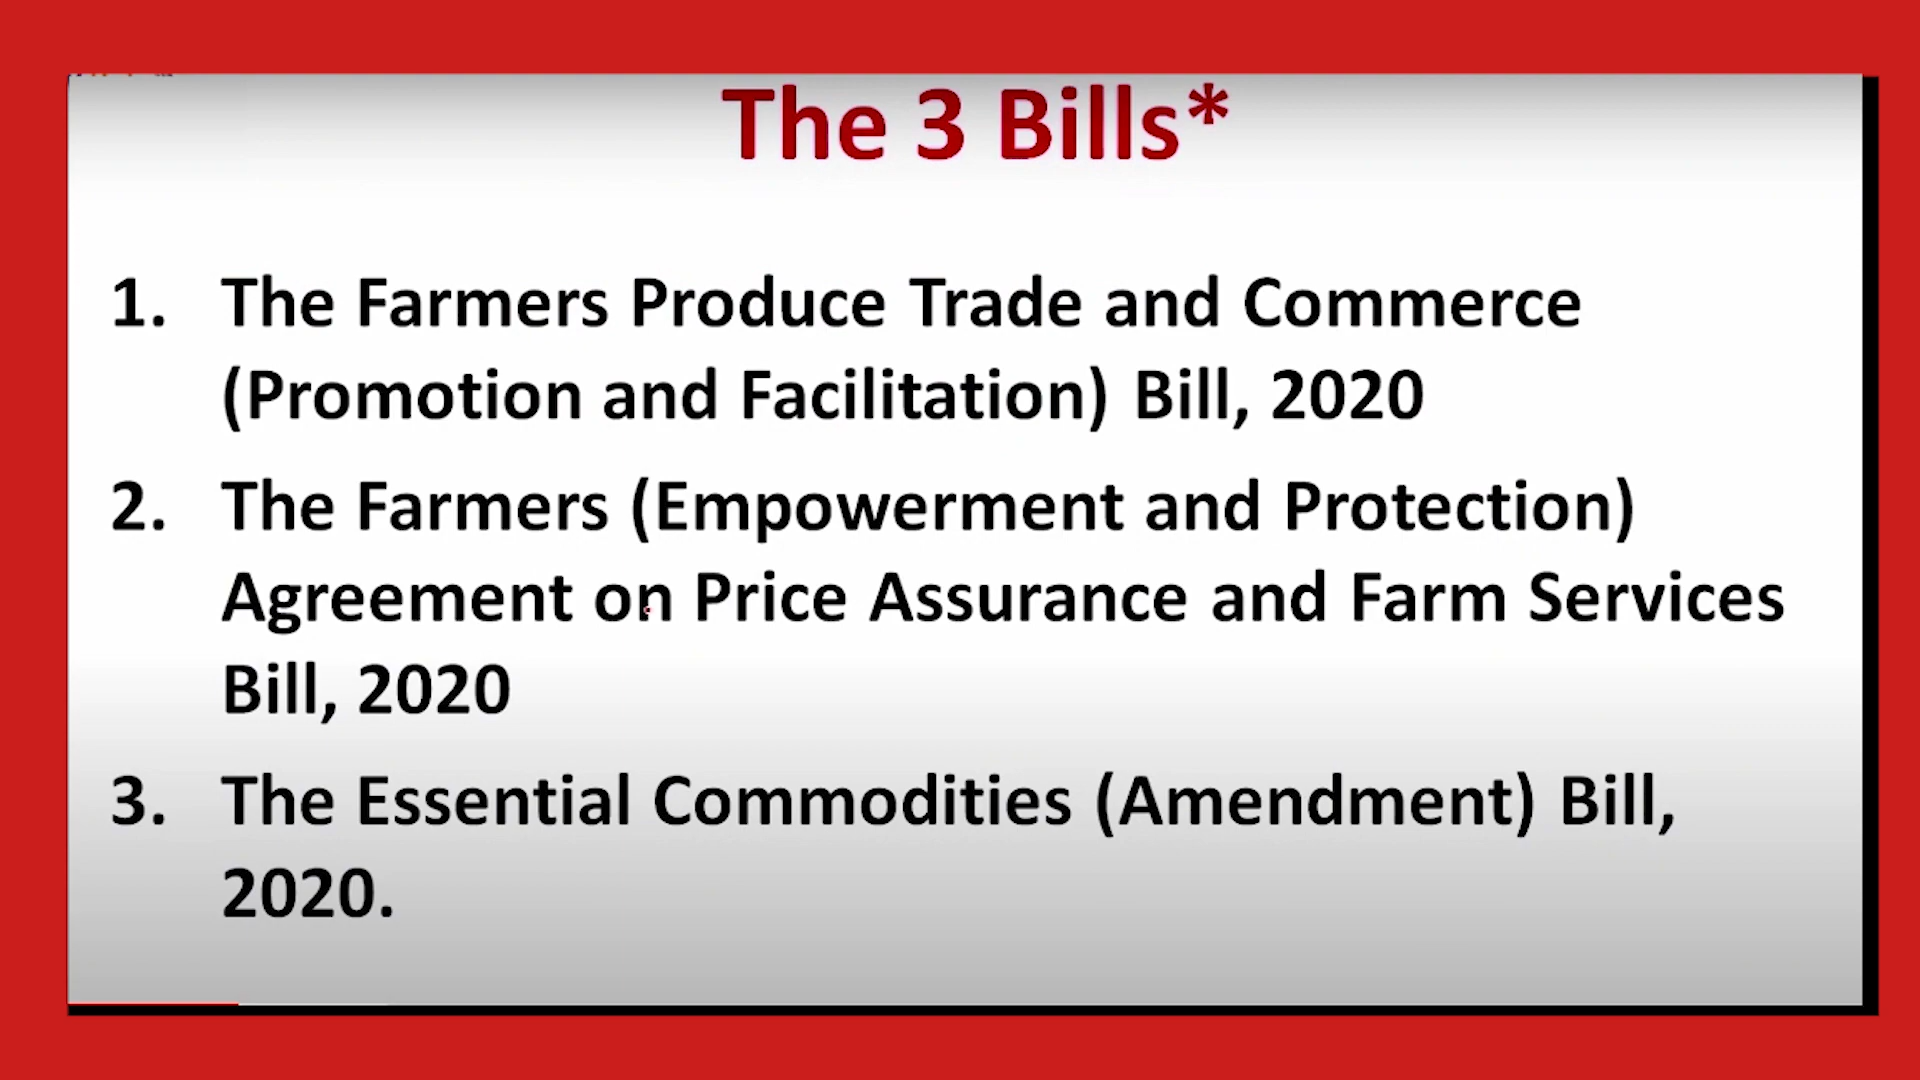 The 3 Bills*
1. The Farmers Produce Trade and Commerce
(Promotion and Facilitation) Bill, 2020
2. The Farmers (Empowerment and Protection)
Agreement on Price Assurance and Farm Services
Bill, 2020
3. The Essential Commodities (Amendment) Bill,
2020.